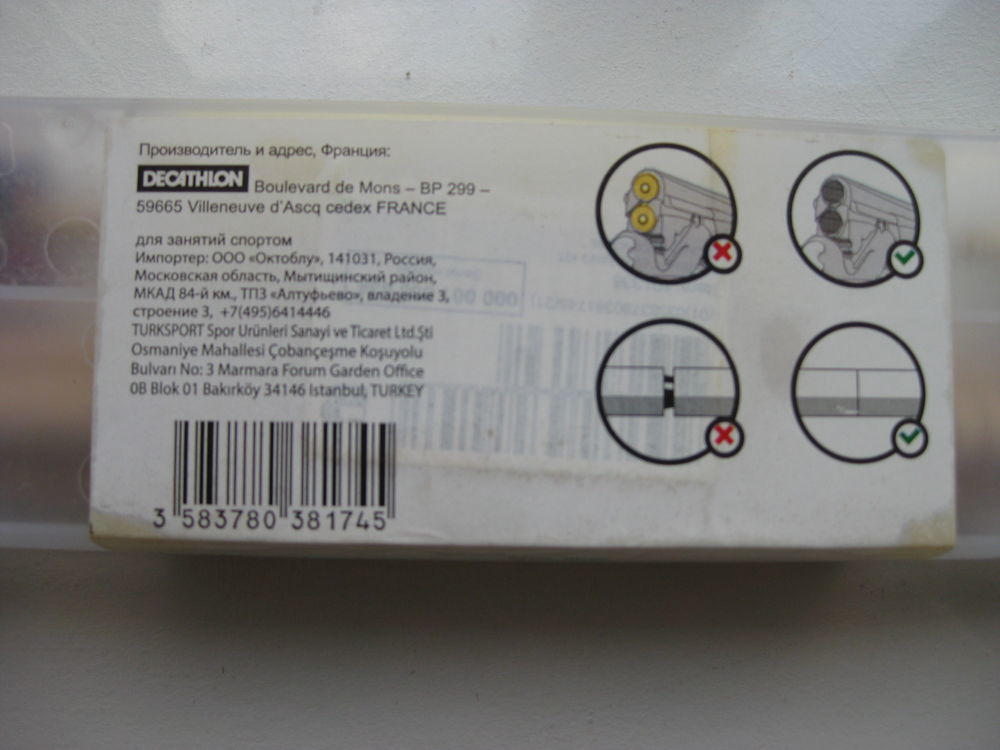 Производитель и адрес, Франция:
DECATHLON Boulevard de Mons – BP 299 –
59665 Villeneuve d'Ascq cedex FRANCE
для занятий спортом
Импортер: ООО «Октоблу», 141031, Россия,
Московская область, Мытищинский район,
МКАД 84-й км., ТПЗ «Алтуфьево», владение 3,
строение 3, +7(495)6414446
TURKSPORT Spor Urünleri Sanayi ve Ticaret Ltd.Şti
Osmaniye Mahallesi Çobançeşme Koşuyolu
Bulvarı No: 3 Marmara Forum Garden Office
0B Blok 01 Bakırköy 34146 Istanbul, TURKEY
3 583780 381745